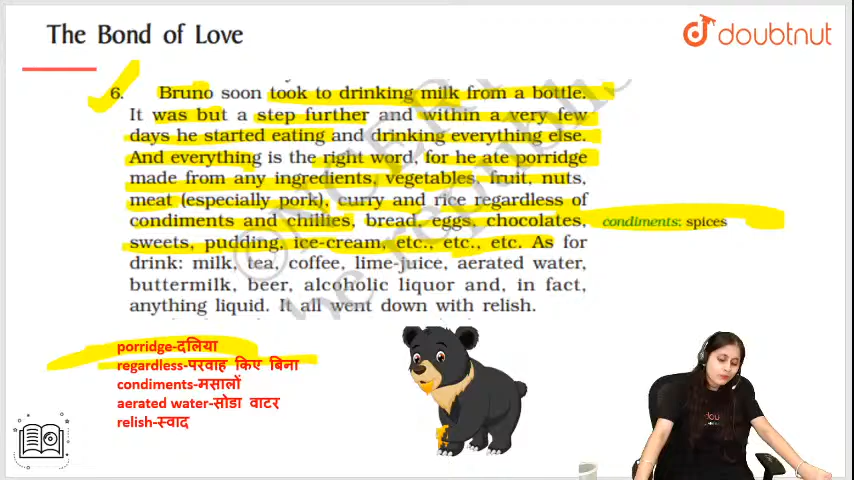 The Bond of Love
doubtnut
6. Bruno soon took to drinking milk from a bottle.
It was but a step further and within a very few
days he started eating and drinking everything else.
And everything is the right word, for he ate porridge
made from any ingredients, vegetables, fruit, nuts,
meat (especially pork), curry and rice regardless of
condiments and chillies, bread, eggs, chocolates,
condiments: spices
sweets, pudding, ice-cream, etc., etc., etc. As for
drink: milk, tea, coffee, lime-juice, aerated water,
buttermilk, beer, alcoholic liquor and, in fact,
anything liquid. It all went down with relish.
porridge-दलिया
regardless-परवाह किए बिना
condiments-मसालों
aerated water-सोडा वाटर
relish-स्वाद